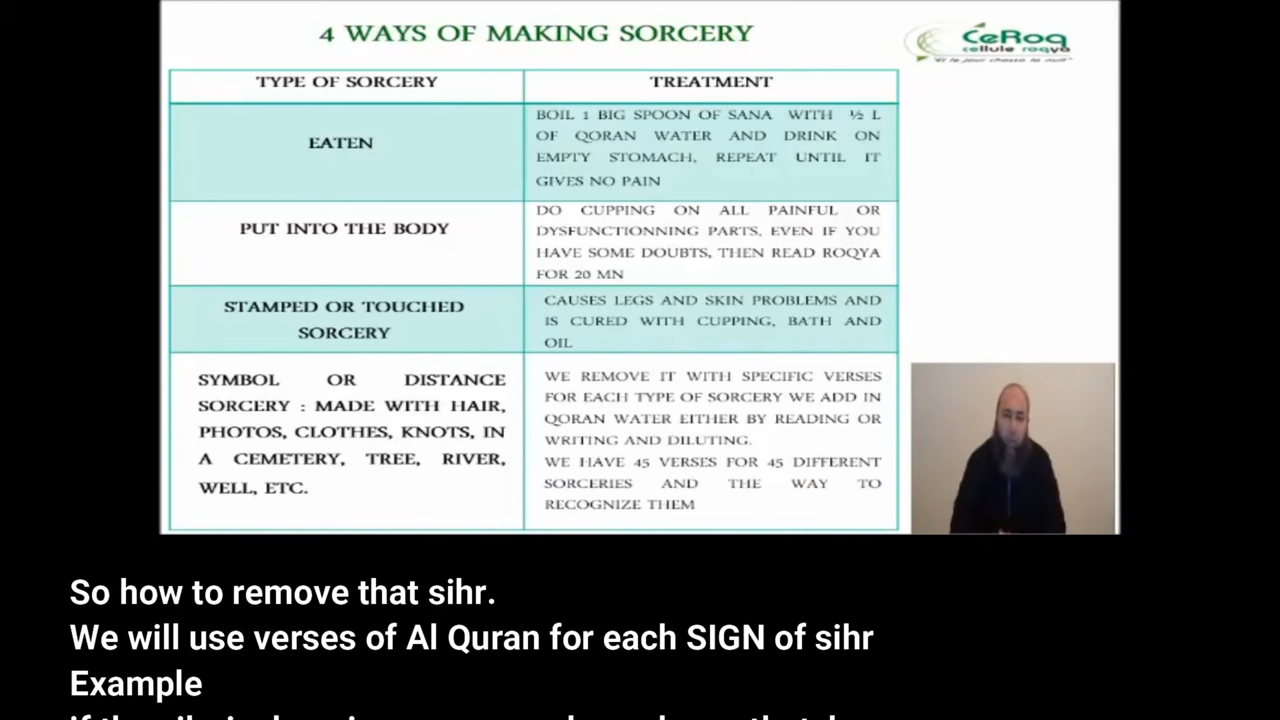 4 WAYS OF MAKING SORCERY
CeRoq
cellule roqya
"Et le jour chasse la nuit"
TYPE OF SORCERY
TREATMENT
EATEN
BOIL 1 BIG SPOON OF SANA WITH ½ L
OF QORAN WATER AND DRINK ON
EMPTY STOMACH, REPEAT UNTIL IT
GIVES NO PAIN
PUT INTO THE BODY
DO CUPPING ON ALL PAINFUL OR
DYSFUNCTIONNING PARTS, EVEN IF YOU
HAVE SOME DOUBTS, THEN READ ROQYA
FOR 20 MN
STAMPED OR TOUCHED
SORCERY
CAUSES LEGS AND SKIN PROBLEMS AND
IS CURED WITH CUPPING, BATH AND
OIL
SYMBOL OR DISTANCE
SORCERY : MADE WITH HAIR,
PHOTOS, CLOTHES, KNOTS, IN
A CEMETERY, TREE, RIVER,
WELL, ETC.
WE REMOVE IT WITH SPECIFIC VERSES
FOR EACH TYPE OF SORCERY WE ADD IN
QORAN WATER EITHER BY READING OR
WRITING AND DILUTING.
WE HAVE 45 VERSES FOR 45 DIFFERENT
SORCERIES AND THE WAY TO
RECOGNIZE THEM
So how to remove that sihr.
We will use verses of Al Quran for each SIGN of sihr
Example